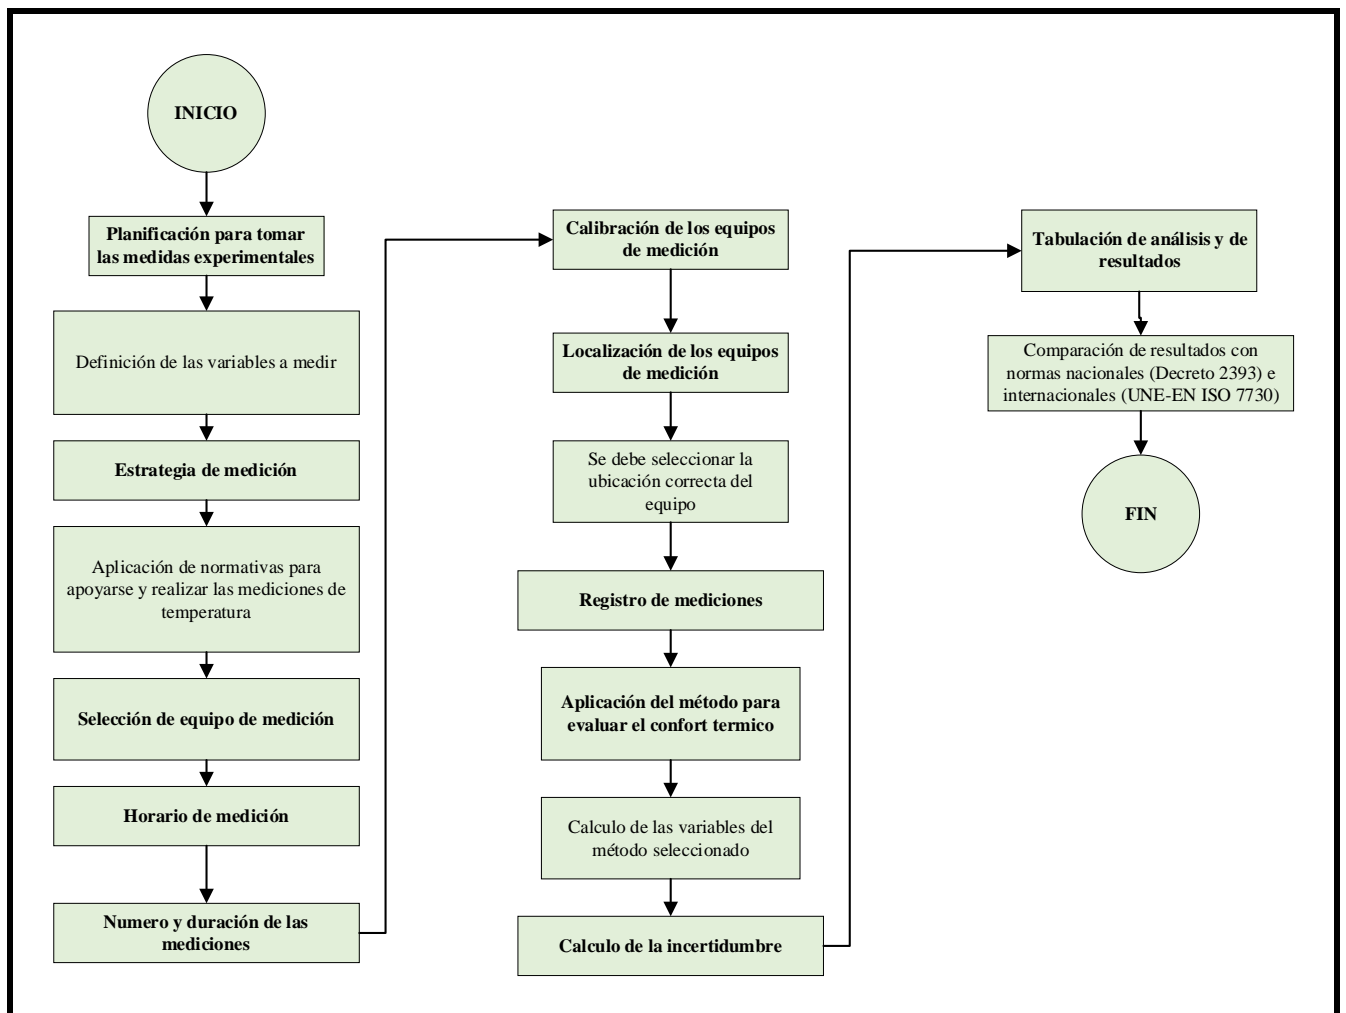 INICIO
Planificación para tomar
las medidas experimentales
Definición de las variables a medir
Estrategia de medición
Aplicación de normativas para
apoyarse y realizar las mediciones de
temperatura
Selección de equipo de medición
Horario de medición
Numero y duración de las
mediciones
Calibración de los equipos
de medición
Localización de los equipos
de medición
Se debe seleccionar la
ubicación correcta del
equipo
Registro de mediciones
Aplicación del método para
evaluar el confort termico
Calculo de las variables del
método seleccionado
Calculo de la incertidumbre
Tabulación de análisis y de
resultados
Comparación de resultados con
normas nacionales (Decreto 2393) e
internacionales (UNE-EN ISO 7730)
FIN